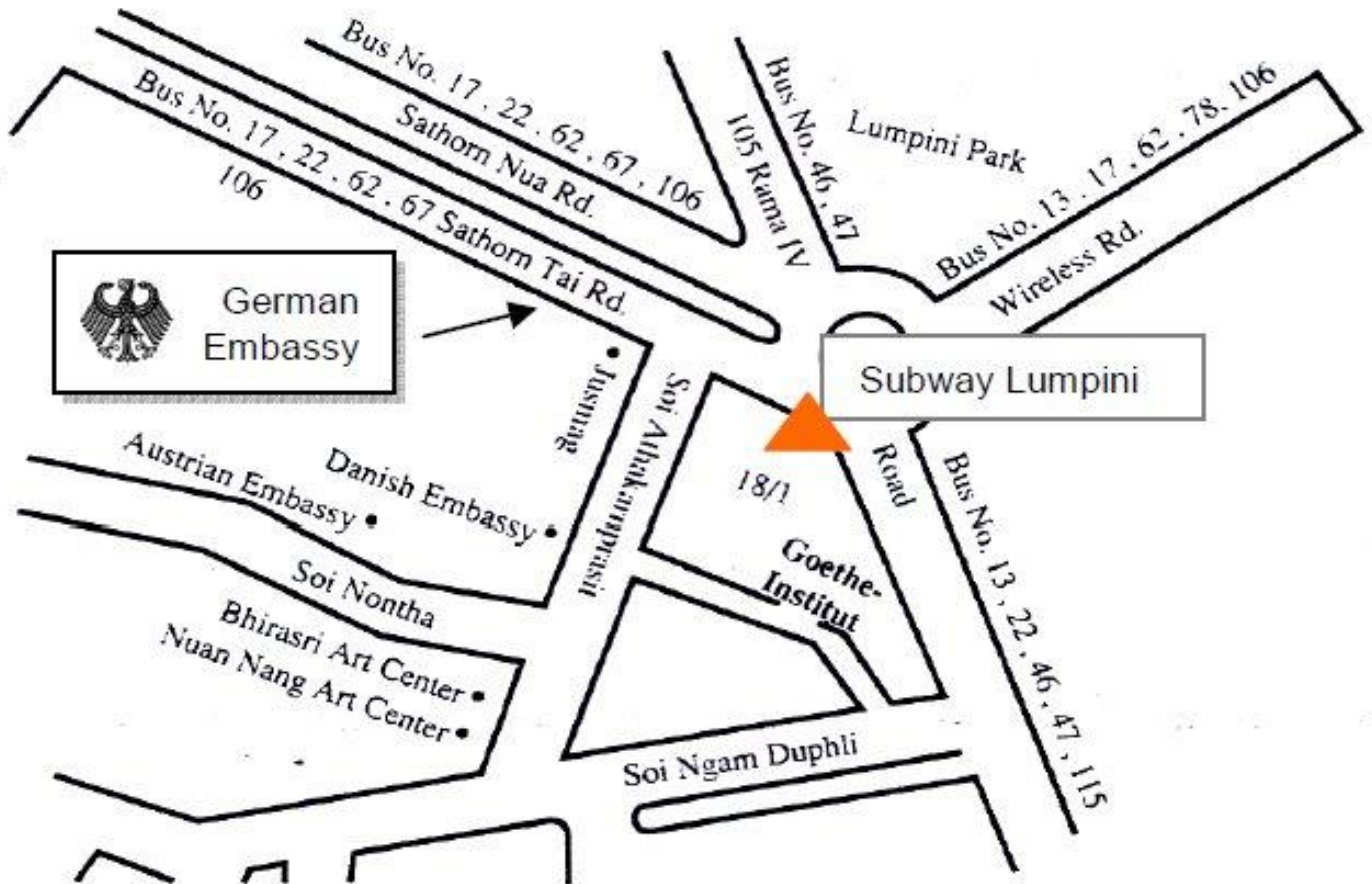 Bus No. 17 . 22 . 62 . 67 . 106
Sathorn Nua Rd.
Bus No. 17 , 22 . 62 . 67 Sathorn Tai Rd.
106
105 Rama IV
Bus No. 46 , 47
Lumpini Park
Bus No. 13 . 17 , 62 , 78. 106
Wireless Rd.
German
Embassy
Subway Lumpini
Jusmag
Soi Athakarnprasit
18/1
Road
Bus No. 13 , 22 , 46 , 47 , 115
Austrian Embassy
Danish Embassy
Goethe-
Institut
Soi Nontha
Bhirasri Art Center
Nuan Nang Art Center
Soi Ngam Duphli